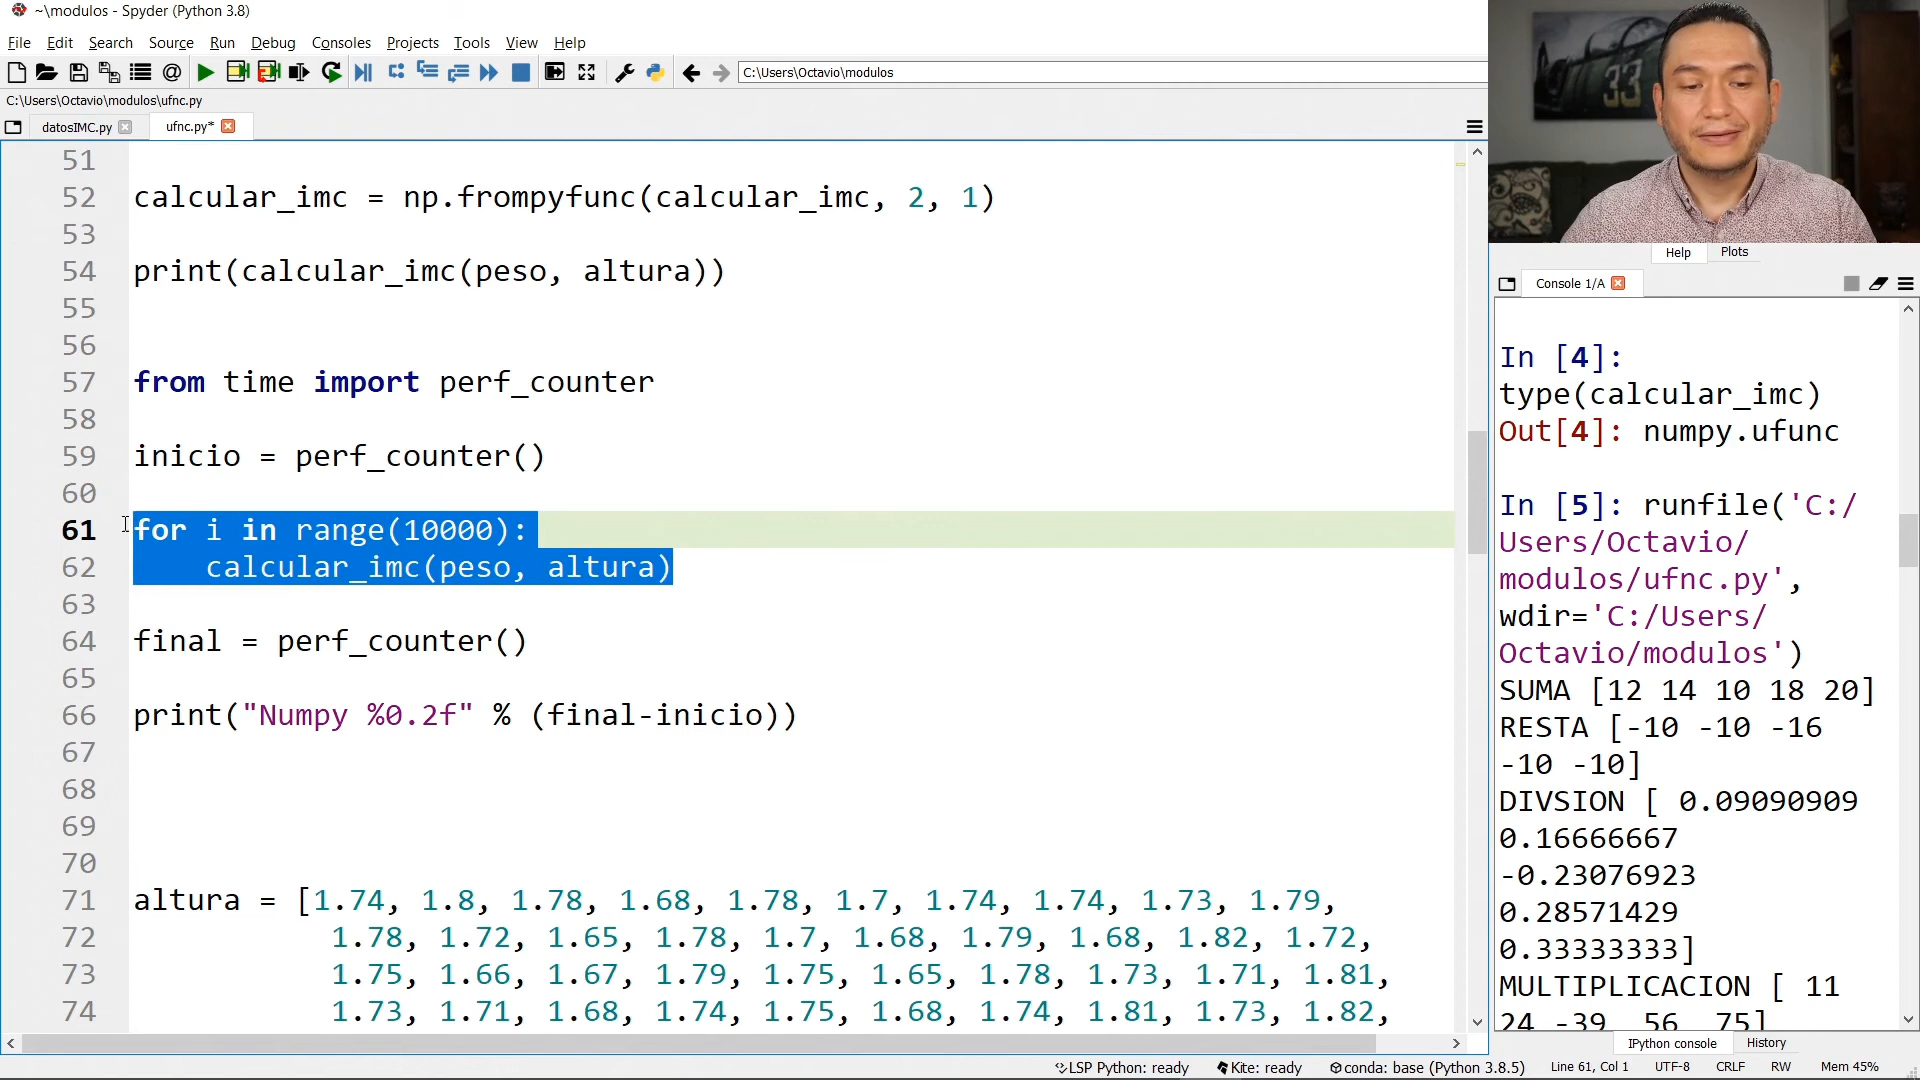 ~\modulos - Spyder (Python 3.8)
File Edit Search Source Run Debug Consoles Projects Tools View Help
C:\Users\Octavio\modulos
C:\Users\Octavio\modulos\ufnc.py
datosIMC.py
ufnc.py*
51
52 calcular_imc = np.frompyfunc(calcular_imc, 2, 1)
53
54 print(calcular_imc(peso, altura))
55
56
57 from time import perf_counter
58
59 inicio = perf_counter()
60
61 for i in range(10000):
62     calcular_imc(peso, altura)
63
64 final = perf_counter()
65
66 print("Numpy %0.2f" % (final-inicio))
67
68
69
70
71 altura = [1.74, 1.8, 1.78, 1.68, 1.78, 1.7, 1.74, 1.74, 1.73, 1.79,
72 1.78, 1.72, 1.65, 1.78, 1.7, 1.68, 1.79, 1.68, 1.82, 1.72,
73 1.75, 1.66, 1.67, 1.79, 1.75, 1.65, 1.78, 1.73, 1.71, 1.81,
74 1.73, 1.71, 1.68, 1.74, 1.75, 1.68, 1.74, 1.81, 1.73, 1.82,
33
Help Plots
Console 1/A
In [4]:
type(calcular_imc)
Out[4]: numpy.ufunc
In [5]: runfile('C:/
Users/Octavio/
modulos/ufnc.py',
wdir='C:/Users/
Octavio/modulos')
SUMA [12 14 10 18 20]
RESTA [-10 -10 -16
-10 -10]
DIVSION [ 0.09090909
0.16666667
-0.23076923
0.28571429
0.33333333]
MULTIPLICACION [ 11
24 -39 56 75]
IPython console History
LSP Python: ready Kite: ready conda: base (Python 3.8.5) Line 61, Col 1 UTF-8 CRLF RW Mem 45%